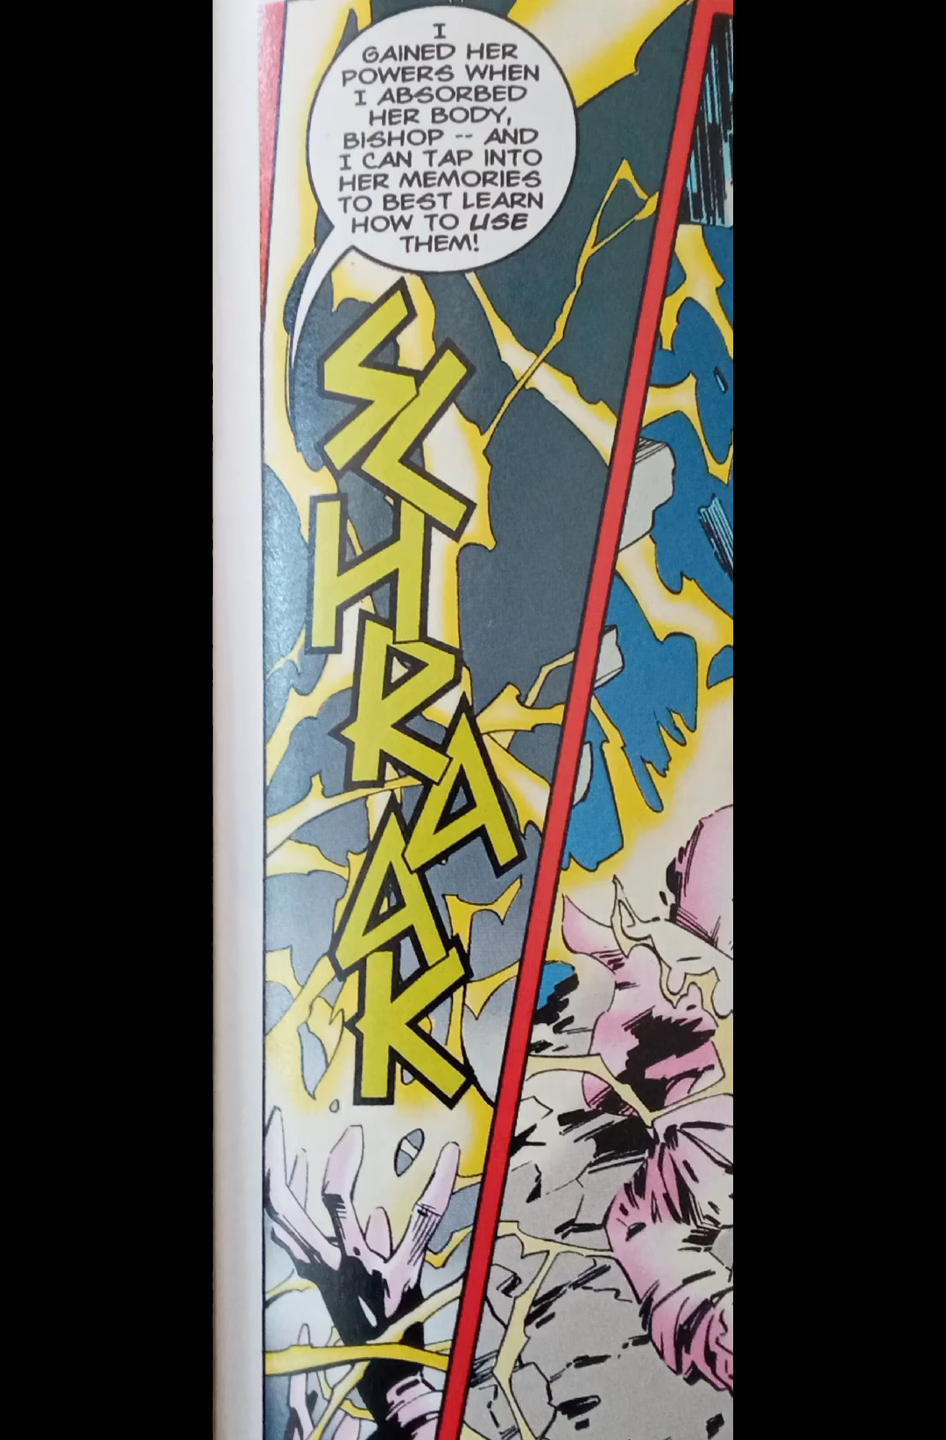 I
GAINED HER
POWERS WHEN
I ABSORBED
HER BODY,
BISHOP -- AND
I CAN TAP INTO
HER MEMORIES
TO BEST LEARN
HOW TO USE
THEM!
SCHRAAK